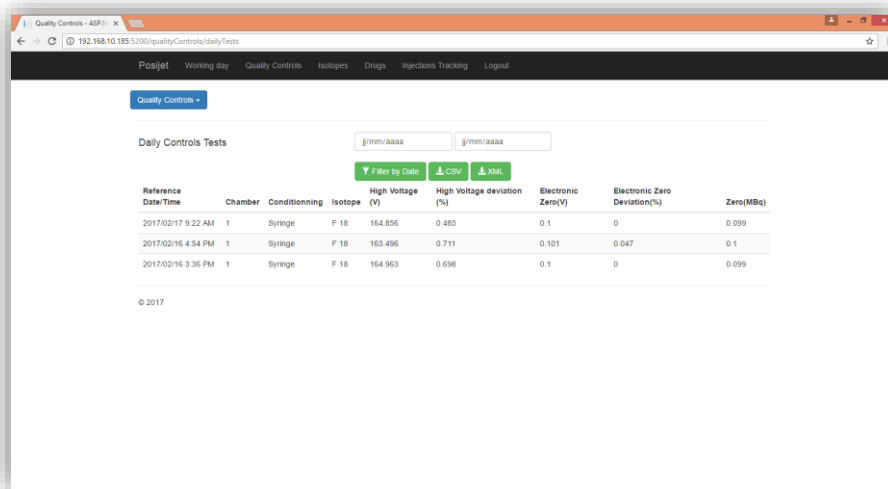 Quality Controls - ASP.N
192.168.10.185:5200/qualityControls/dailyTests
Posijet Working day Quality Controls Isotopes Drugs Injections Tracking Logout
Quality Controls
Daily Controls Tests jj/mm/aaaa jj/mm/aaaa
Filter by Date CSV XML
Reference Date/Time Chamber Conditionning Isotope High Voltage (V) High Voltage deviation (%) Electronic Zero(V) Electronic Zero Deviation(%) Zero(MBq)
2017/02/17 9:22 AM 1 Syringe F 18 164.856 0.485 0.1 0 0.099
2017/02/16 4:54 PM 1 Syringe F 18 163.496 0.711 0.101 0.047 0.1
2017/02/16 3:36 PM 1 Syringe F 18 164.963 0.698 0.1 0 0.099
© 2017